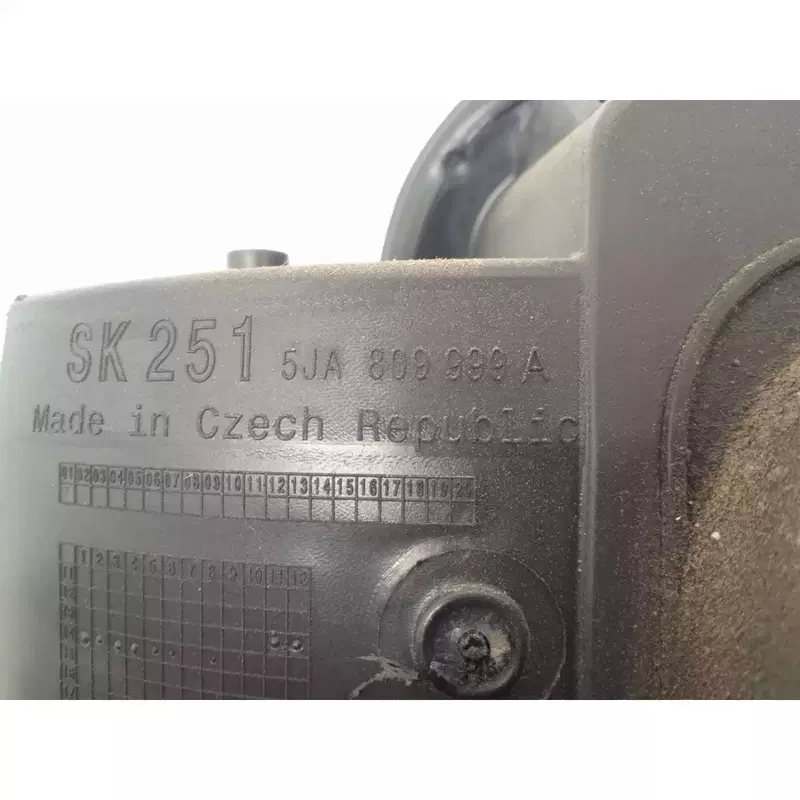 SK 251 5JA 809 999 A
Made in Czech Republic
01 02 03 04 05 06 07 08 09 10 11 12 13 14 15 16 17 18 19 20
1 2 3 4 5 6 7 8 9 10 11 12